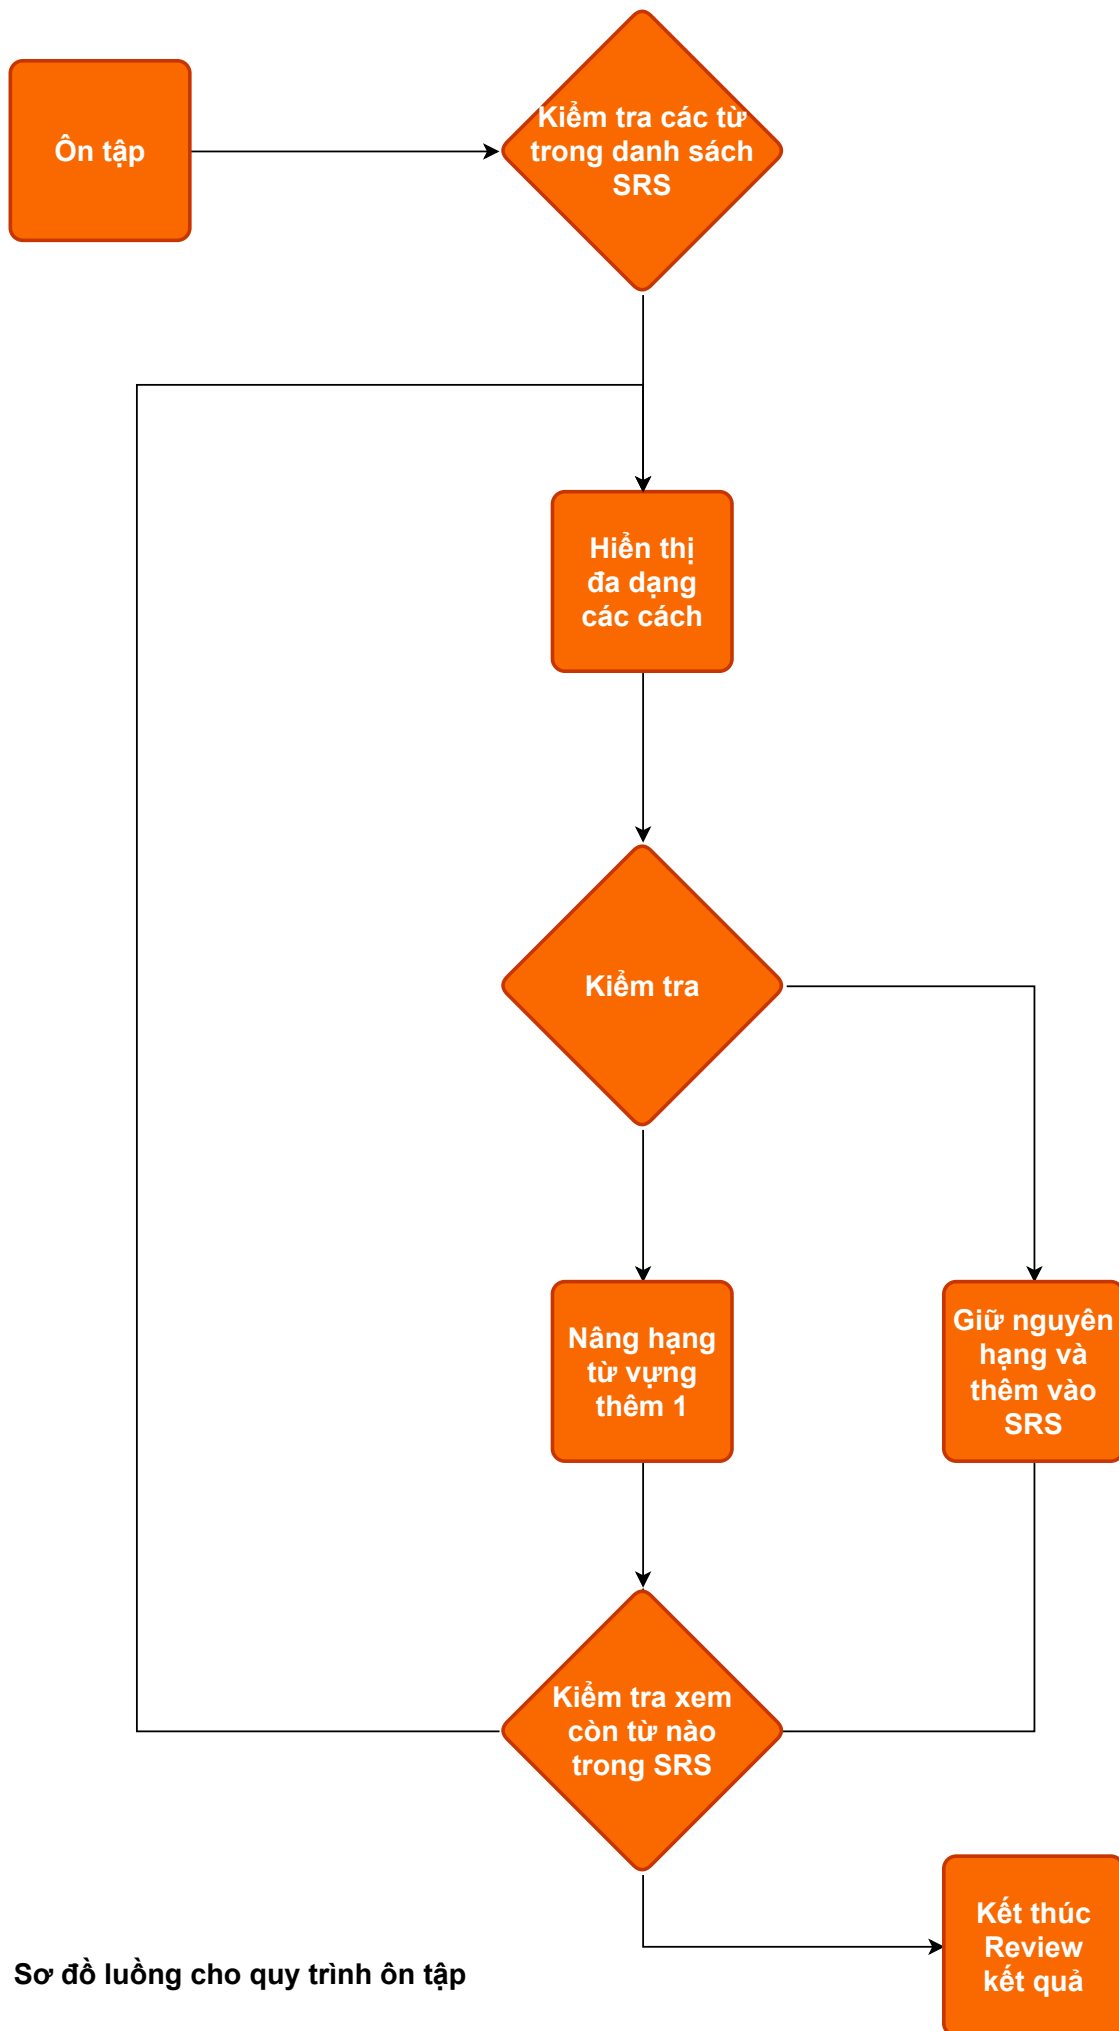 Ôn tập
Kiểm tra các từ
trong danh sách
SRS
Hiển thị
đa dạng
các cách
Kiểm tra
Nâng hạng
từ vựng
thêm 1
Giữ nguyên
hạng và
thêm vào
SRS
Kiểm tra xem
còn từ nào
trong SRS
Kết thúc
Review
kết quả
Sơ đồ luồng cho quy trình ôn tập